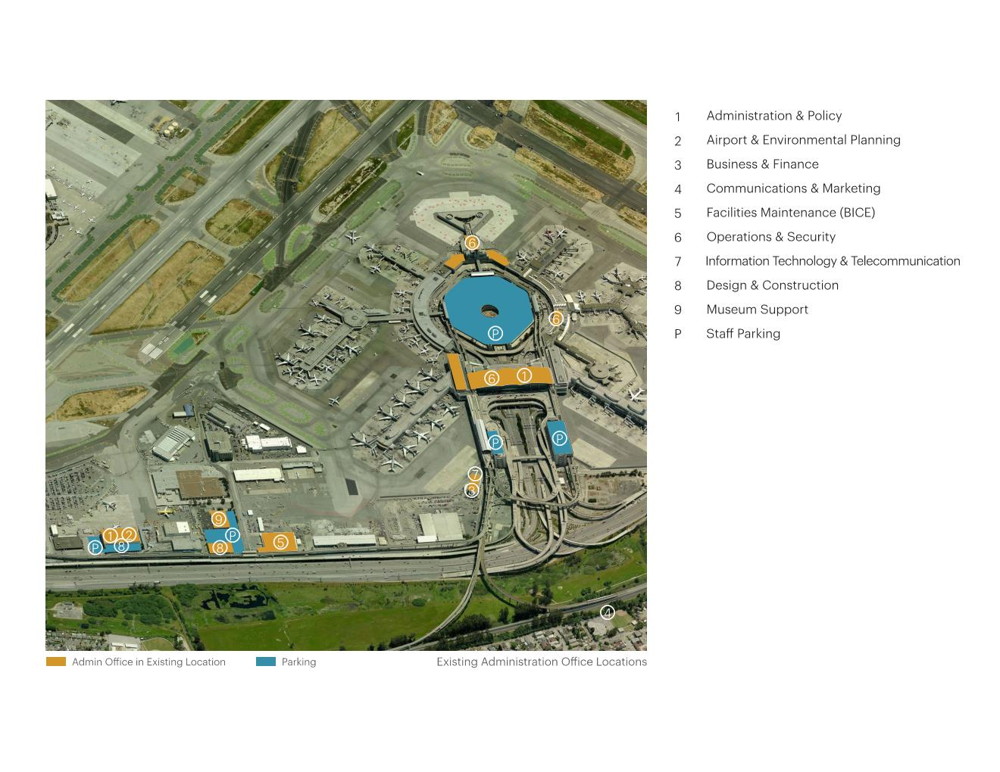 1 Administration & Policy
2 Airport & Environmental Planning
3 Business & Finance
4 Communications & Marketing
5 Facilities Maintenance (BICE)
6 Operations & Security
7 Information Technology & Telecommunication
8 Design & Construction
9 Museum Support
P Staff Parking
6
6
P
6 1
P P
7
3
9
1 2 P
P 8 8 5
4
Admin Office in Existing Location Parking Existing Administration Office Locations